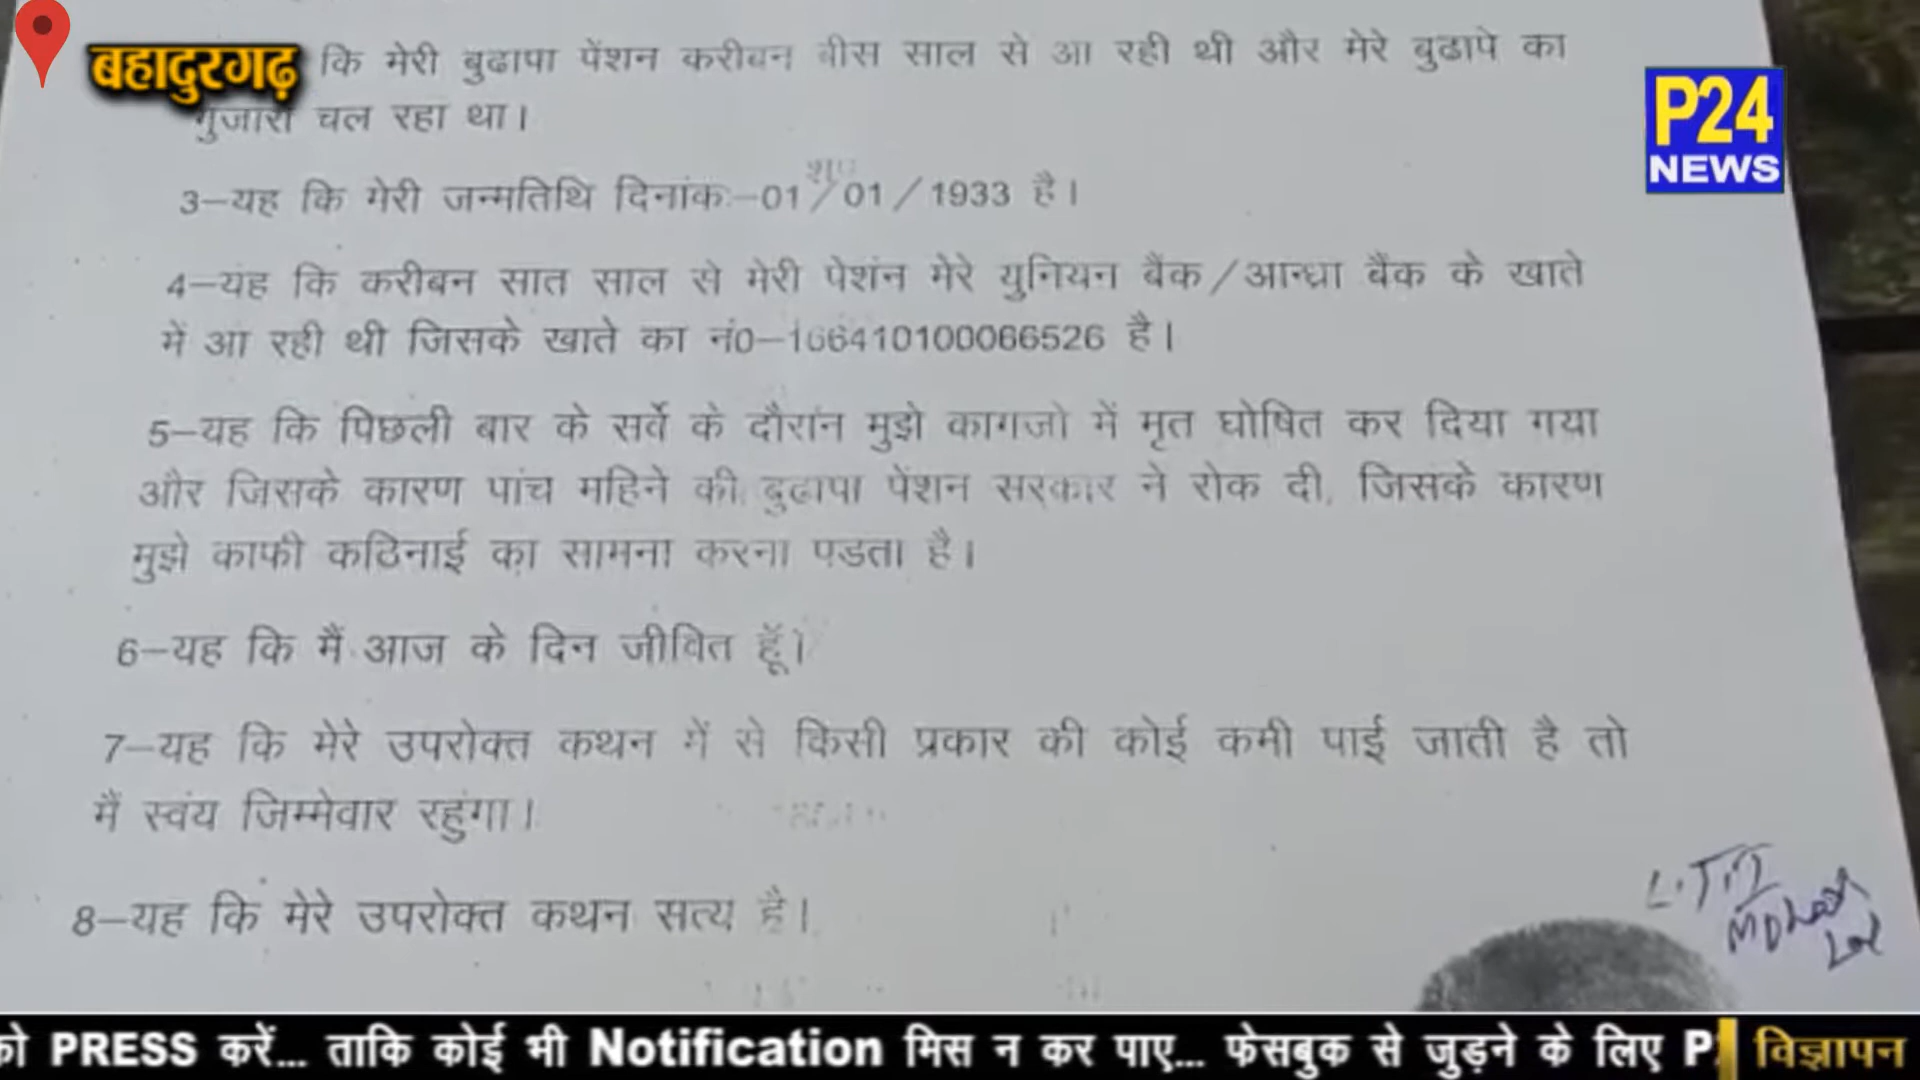 बहादुरगढ़
कि मेरी बुढापा पेंशन करीबन बीस साल से आ रही थी और मेरे बुढापे का
गुजारा चल रहा था।
P24
NEWS
3–यह कि मेरी जन्मतिथि दिनांक:–01/01/1933 है।
4–यह कि करीबन सात साल से मेरी पेशंन मेरे युनियन बैंक/आन्ध्रा बैंक के खाते
में आ रही थी जिसके खाते का नं0–166410100066526 है।
5–यह कि पिछली बार के सर्वे के दौरांन मुझे कागजो में मृत घोषित कर दिया गया
और जिसके कारण पांच महिने की बुढापा पेंशन सरकार ने रोक दी, जिसके कारण
मुझे काफी कठिनाई का सामना करना पडता है।
6–यह कि मैं आज के दिन जीवित हूँ।
7–यह कि मेरे उपरोक्त कथन में से किसी प्रकार की कोई कमी पाई जाती है तो
मैं स्वंय जिम्मेवार रहुंगा।
8–यह कि मेरे उपरोक्त कथन सत्य है।
L.T.I
को PRESS करें... ताकि कोई भी Notification मिस न कर पाए... फेसबुक से जुड़ने के लिए P
विज्ञापन